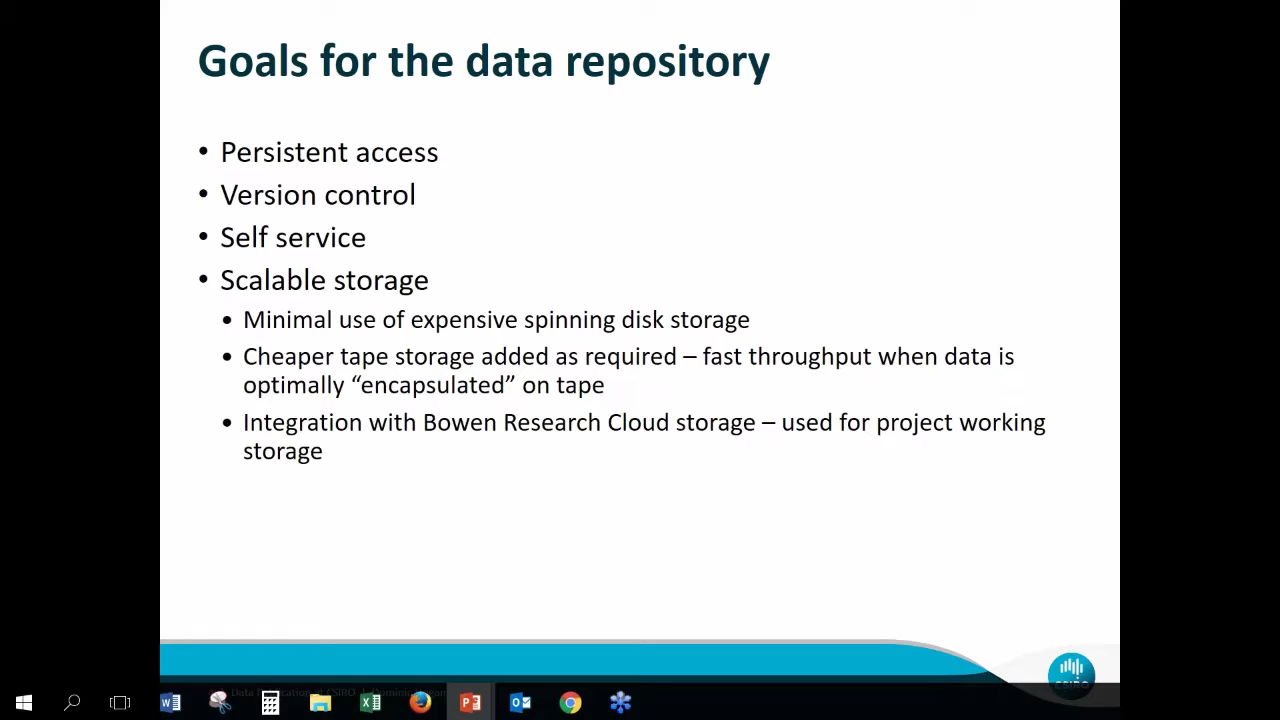 Goals for the data repository
• Persistent access
• Version control
• Self service
• Scalable storage
• Minimal use of expensive spinning disk storage
• Cheaper tape storage added as required – fast throughput when data is
optimally “encapsulated” on tape
• Integration with Bowen Research Cloud storage – used for project working
storage
CSIRO